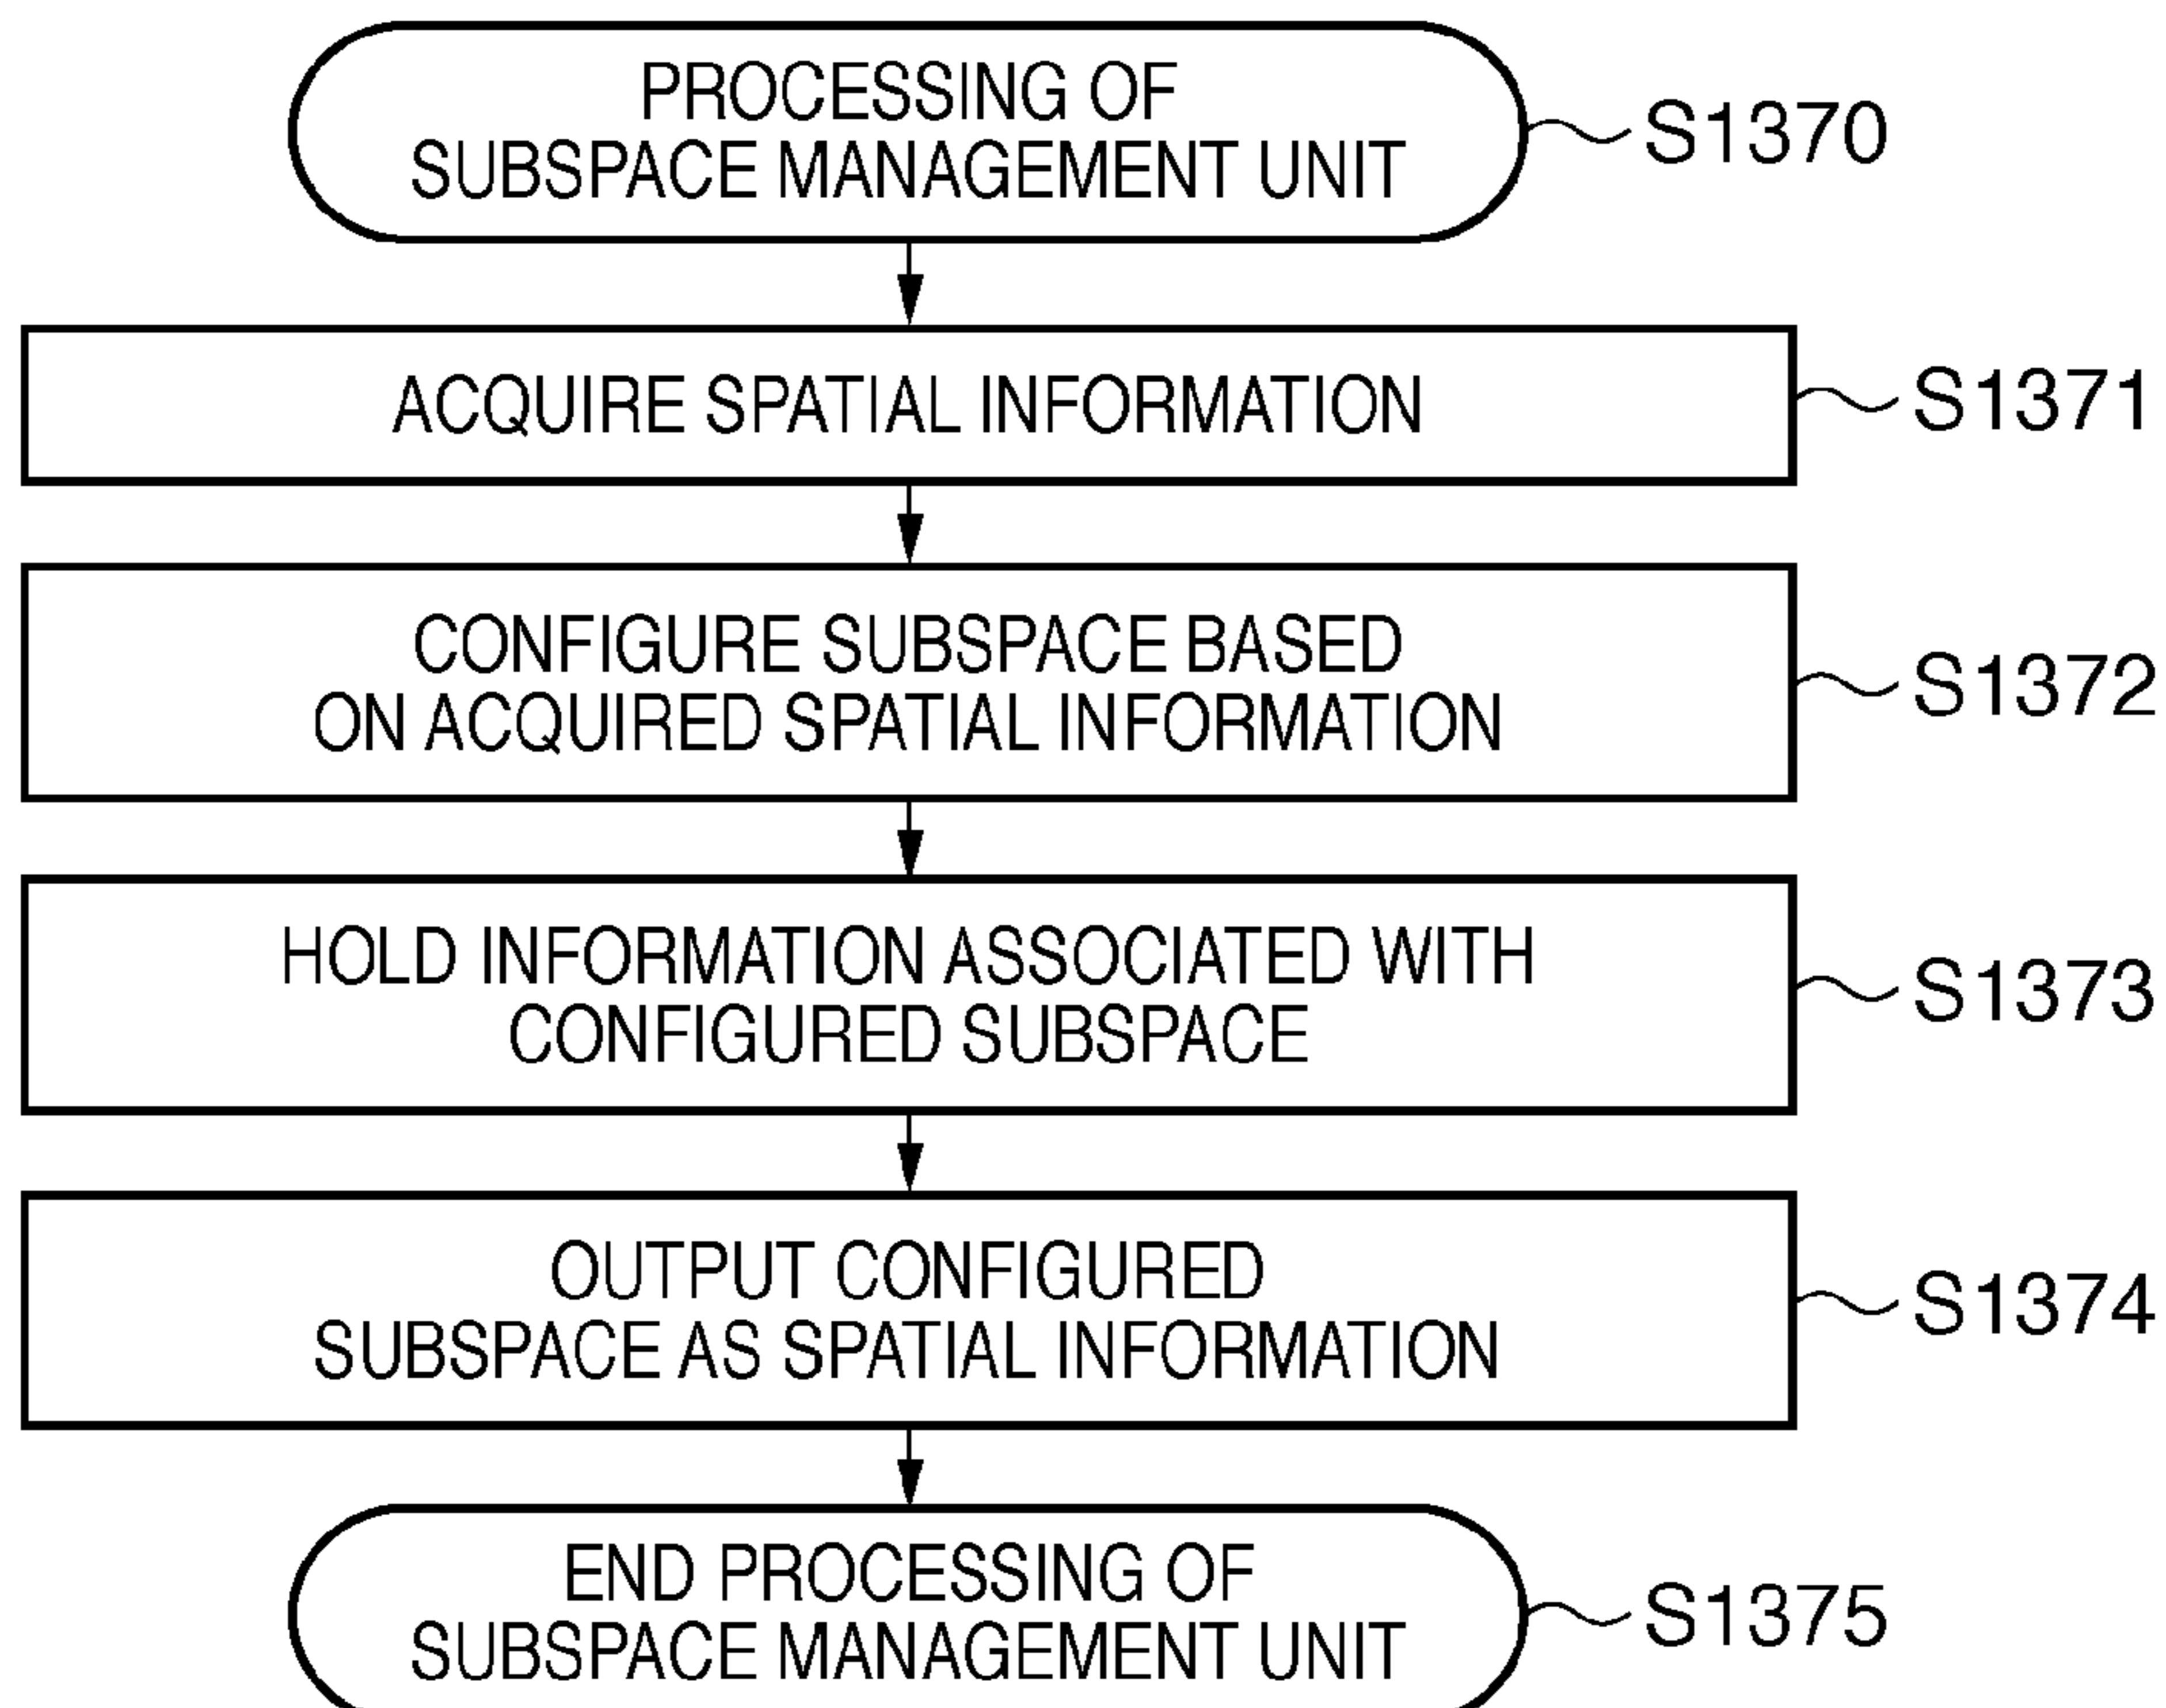 PROCESSING OF
SUBSPACE MANAGEMENT UNIT
S1370
ACQUIRE SPATIAL INFORMATION
S1371
CONFIGURE SUBSPACE BASED
ON ACQUIRED SPATIAL INFORMATION
S1372
HOLD INFORMATION ASSOCIATED WITH
CONFIGURED SUBSPACE
S1373
OUTPUT CONFIGURED
SUBSPACE AS SPATIAL INFORMATION
S1374
END PROCESSING OF
SUBSPACE MANAGEMENT UNIT
S1375